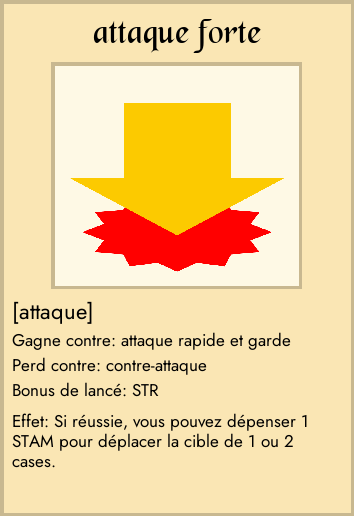 attaque forte
[attaque]
Gagne contre: attaque rapide et garde
Perd contre: contre-attaque
Bonus de lancé: STR
Effet: Si réussie, vous pouvez dépenser 1
STAM pour déplacer la cible de 1 ou 2
cases.